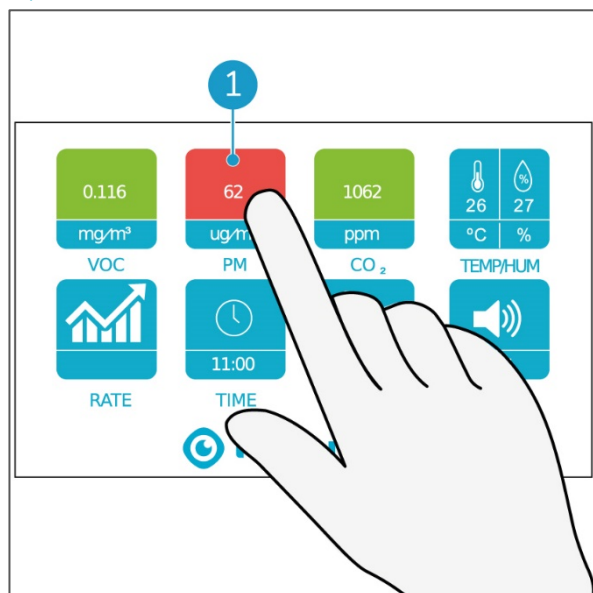 1
0.116 62 1062 % 26 27
mg/m³ ug/m ppm °C %
VOC PM CO₂ TEMP/HUM
11:00
RATE TIME